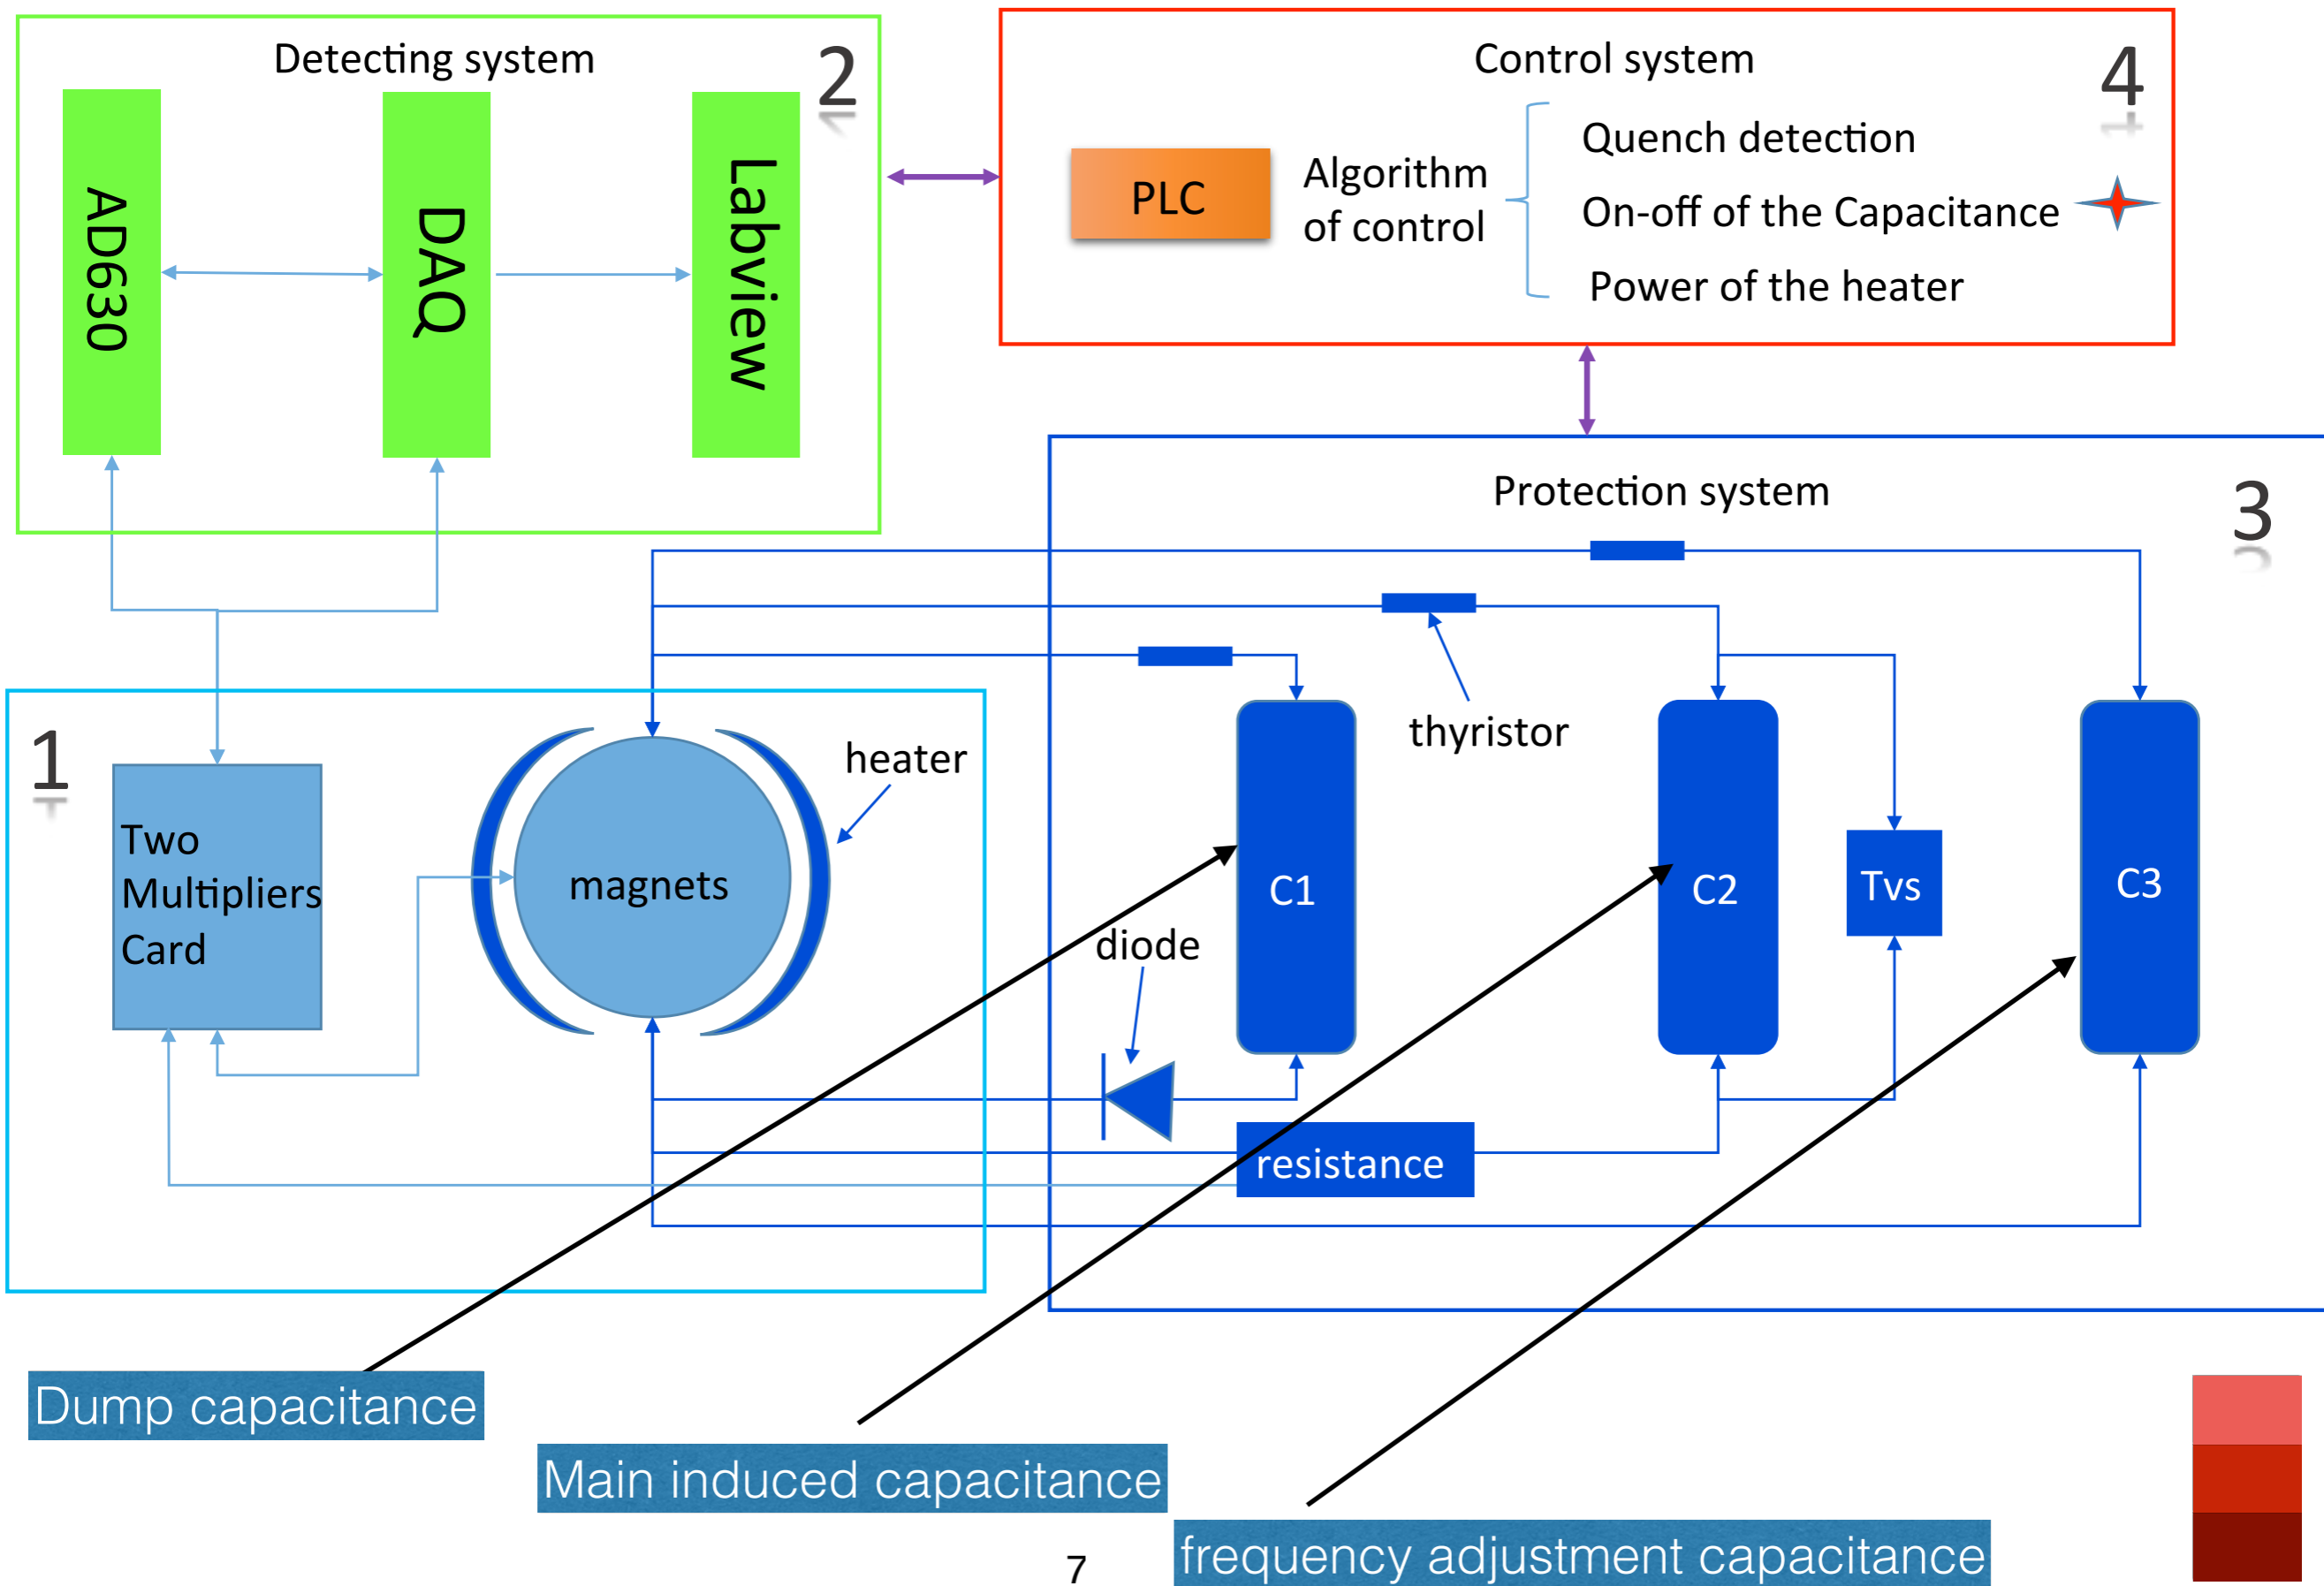 Detecting system
2
AD630
DAQ
Labview
Control system
4
PLC
Algorithm
of control
Quench detection
On-off of the Capacitance
Power of the heater
Protection system
3
1
Two
Multipliers
Card
magnets
heater
thyristor
diode
C1
C2
Tvs
C3
resistance
Dump capacitance
Main induced capacitance
frequency adjustment capacitance
7